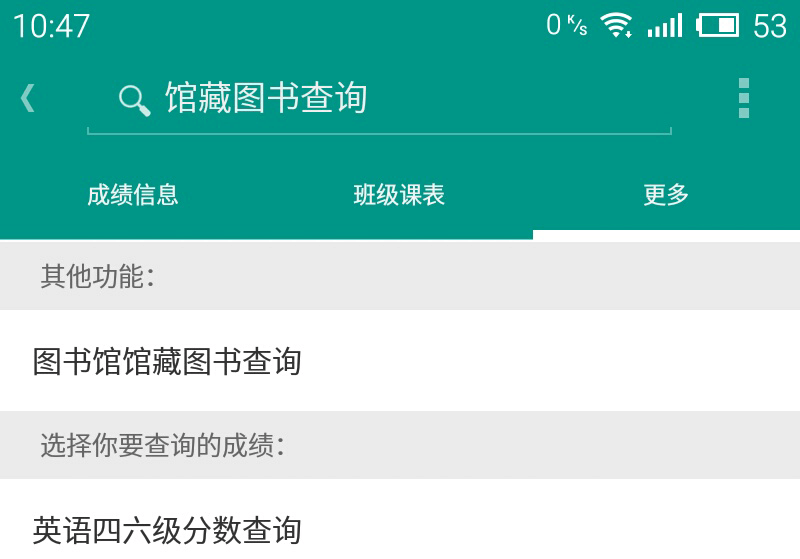 10:47
0 K/s 53
馆藏图书查询
成绩信息 班级课表 更多
其他功能：
图书馆馆藏图书查询
选择你要查询的成绩：
英语四六级分数查询